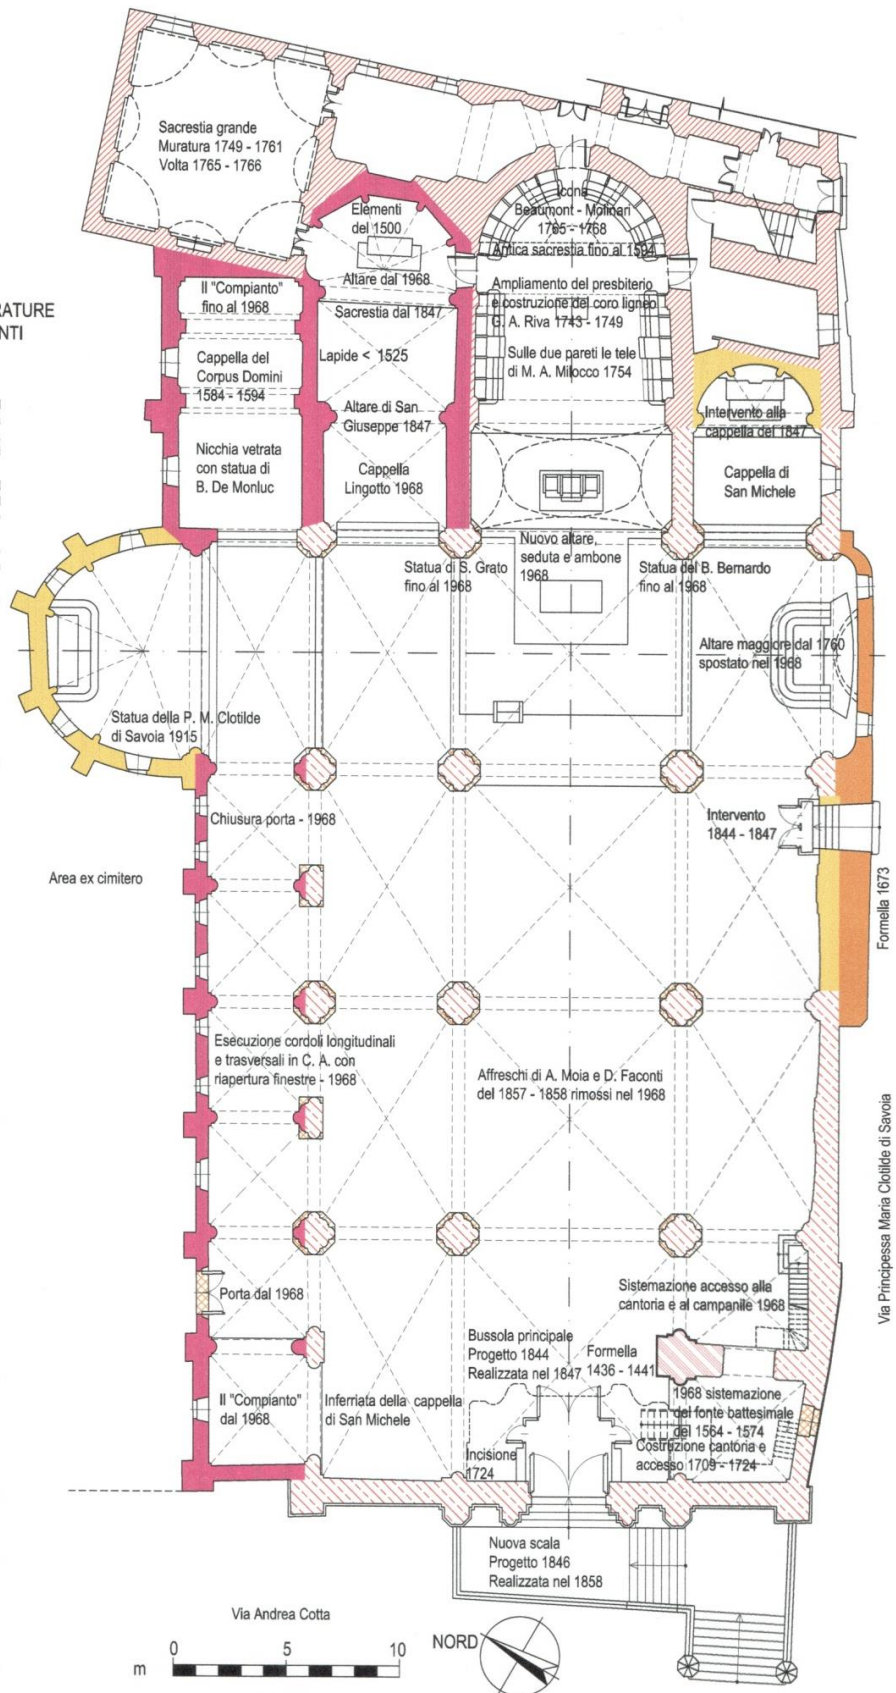 Sacrestia grande
Muratura 1749 - 1761
Volta 1765 - 1766
Icona
Beaumont - Molinari
1765 - 1768
Antica sacrestia fino al 1594
Elementi
del 1500
Altare dal 1968
Sacrestia dal 1847
Il "Compianto"
fino al 1968
Ampliamento del presbiterio
e costruzione del coro ligneo
G. A. Riva 1743 - 1749
Sulle due pareti le tele
di M. A. Milocco 1754
Lapide < 1525
Cappella del
Corpus Domini
1584 - 1594
Altare di San
Giuseppe 1847
Intervento alla
cappella del 1847
Nicchia vetrata
con statua di
B. De Monluc
Cappella
Lingotto 1968
Cappella di
San Michele
Statua di S. Grato
fino al 1968
Nuovo altare,
seduta e ambone
1968
Statua del B. Bernardo
fino al 1968
Altare maggiore dal 1760
spostato nel 1968
Statua della P. M. Clotilde
di Savoia 1915
Chiusura porta - 1968
Intervento
1844 - 1847
Area ex cimitero
Formella 1673
Esecuzione cordoli longitudinali
e trasversali in C. A. con
riapertura finestre - 1968
Affreschi di A. Moia e D. Faconti
del 1857 - 1858 rimossi nel 1968
Via Principessa Maria Clotilde di Savoia
Porta dal 1968
Sistemazione accesso alla
cantoria e al campanile 1968
Bussola principale
Progetto 1844
Realizzata nel 1847
Formella
1436 - 1441
Il "Compianto"
dal 1968
Inferriata della cappella
di San Michele
1968 sistemazione
del fonte battesimale
del 1564 - 1574
Costruzione cantoria e
accesso 1709 - 1724
Incisione
1724
Nuova scala
Progetto 1846
Realizzata nel 1858
Via Andrea Cotta
NORD
m 0 5 10